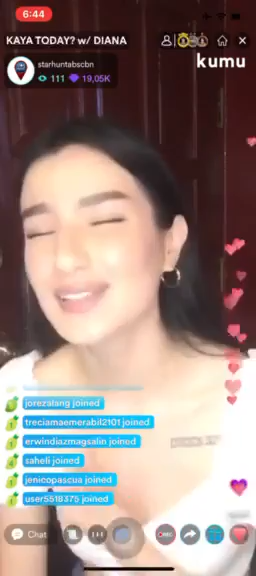 6:44
KAYA TODAY? w/ DIANA
starhuntabscbn
111 19,05K
kumu
jorezalang joined
treciamaemerabil2101 joined
erwindiazmagsalin joined
saheli joined
jenicopascua joined
user5518375 joined
Chat